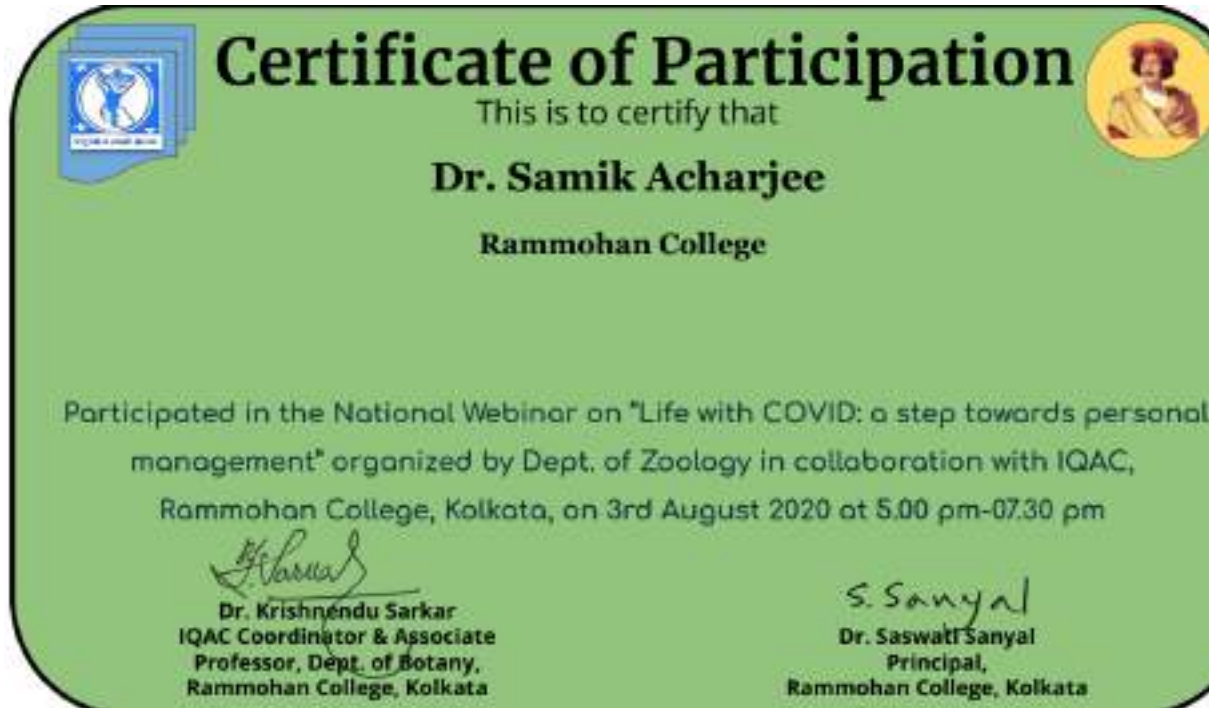 Certificate of Participation
This is to certify that
Dr. Samik Acharjee
Rammohan College
Participated in the National Webinar on "Life with COVID: a step towards personal
management" organized by Dept. of Zoology in collaboration with IQAC,
Rammohan College, Kolkata, on 3rd August 2020 at 5.00 pm-07.30 pm
S. Sanyal
Dr. Krishnendu Sarkar
IQAC Coordinator & Associate
Professor, Dept. of Botany,
Rammohan College, Kolkata
Dr. Saswati Sanyal
Principal,
Rammohan College, Kolkata